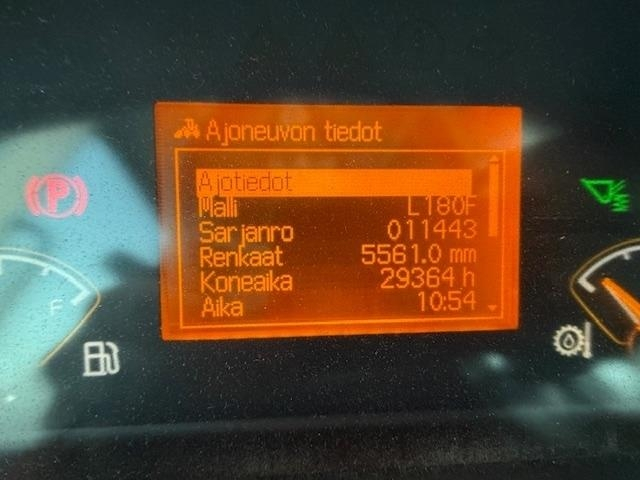 Ajoneuvon tiedot
Ajotiedot
Malli L180F
Sarjanro 011443
Renkaat 5561.0 mm
Koneaika 29364 h
Aika 10:54
P
F